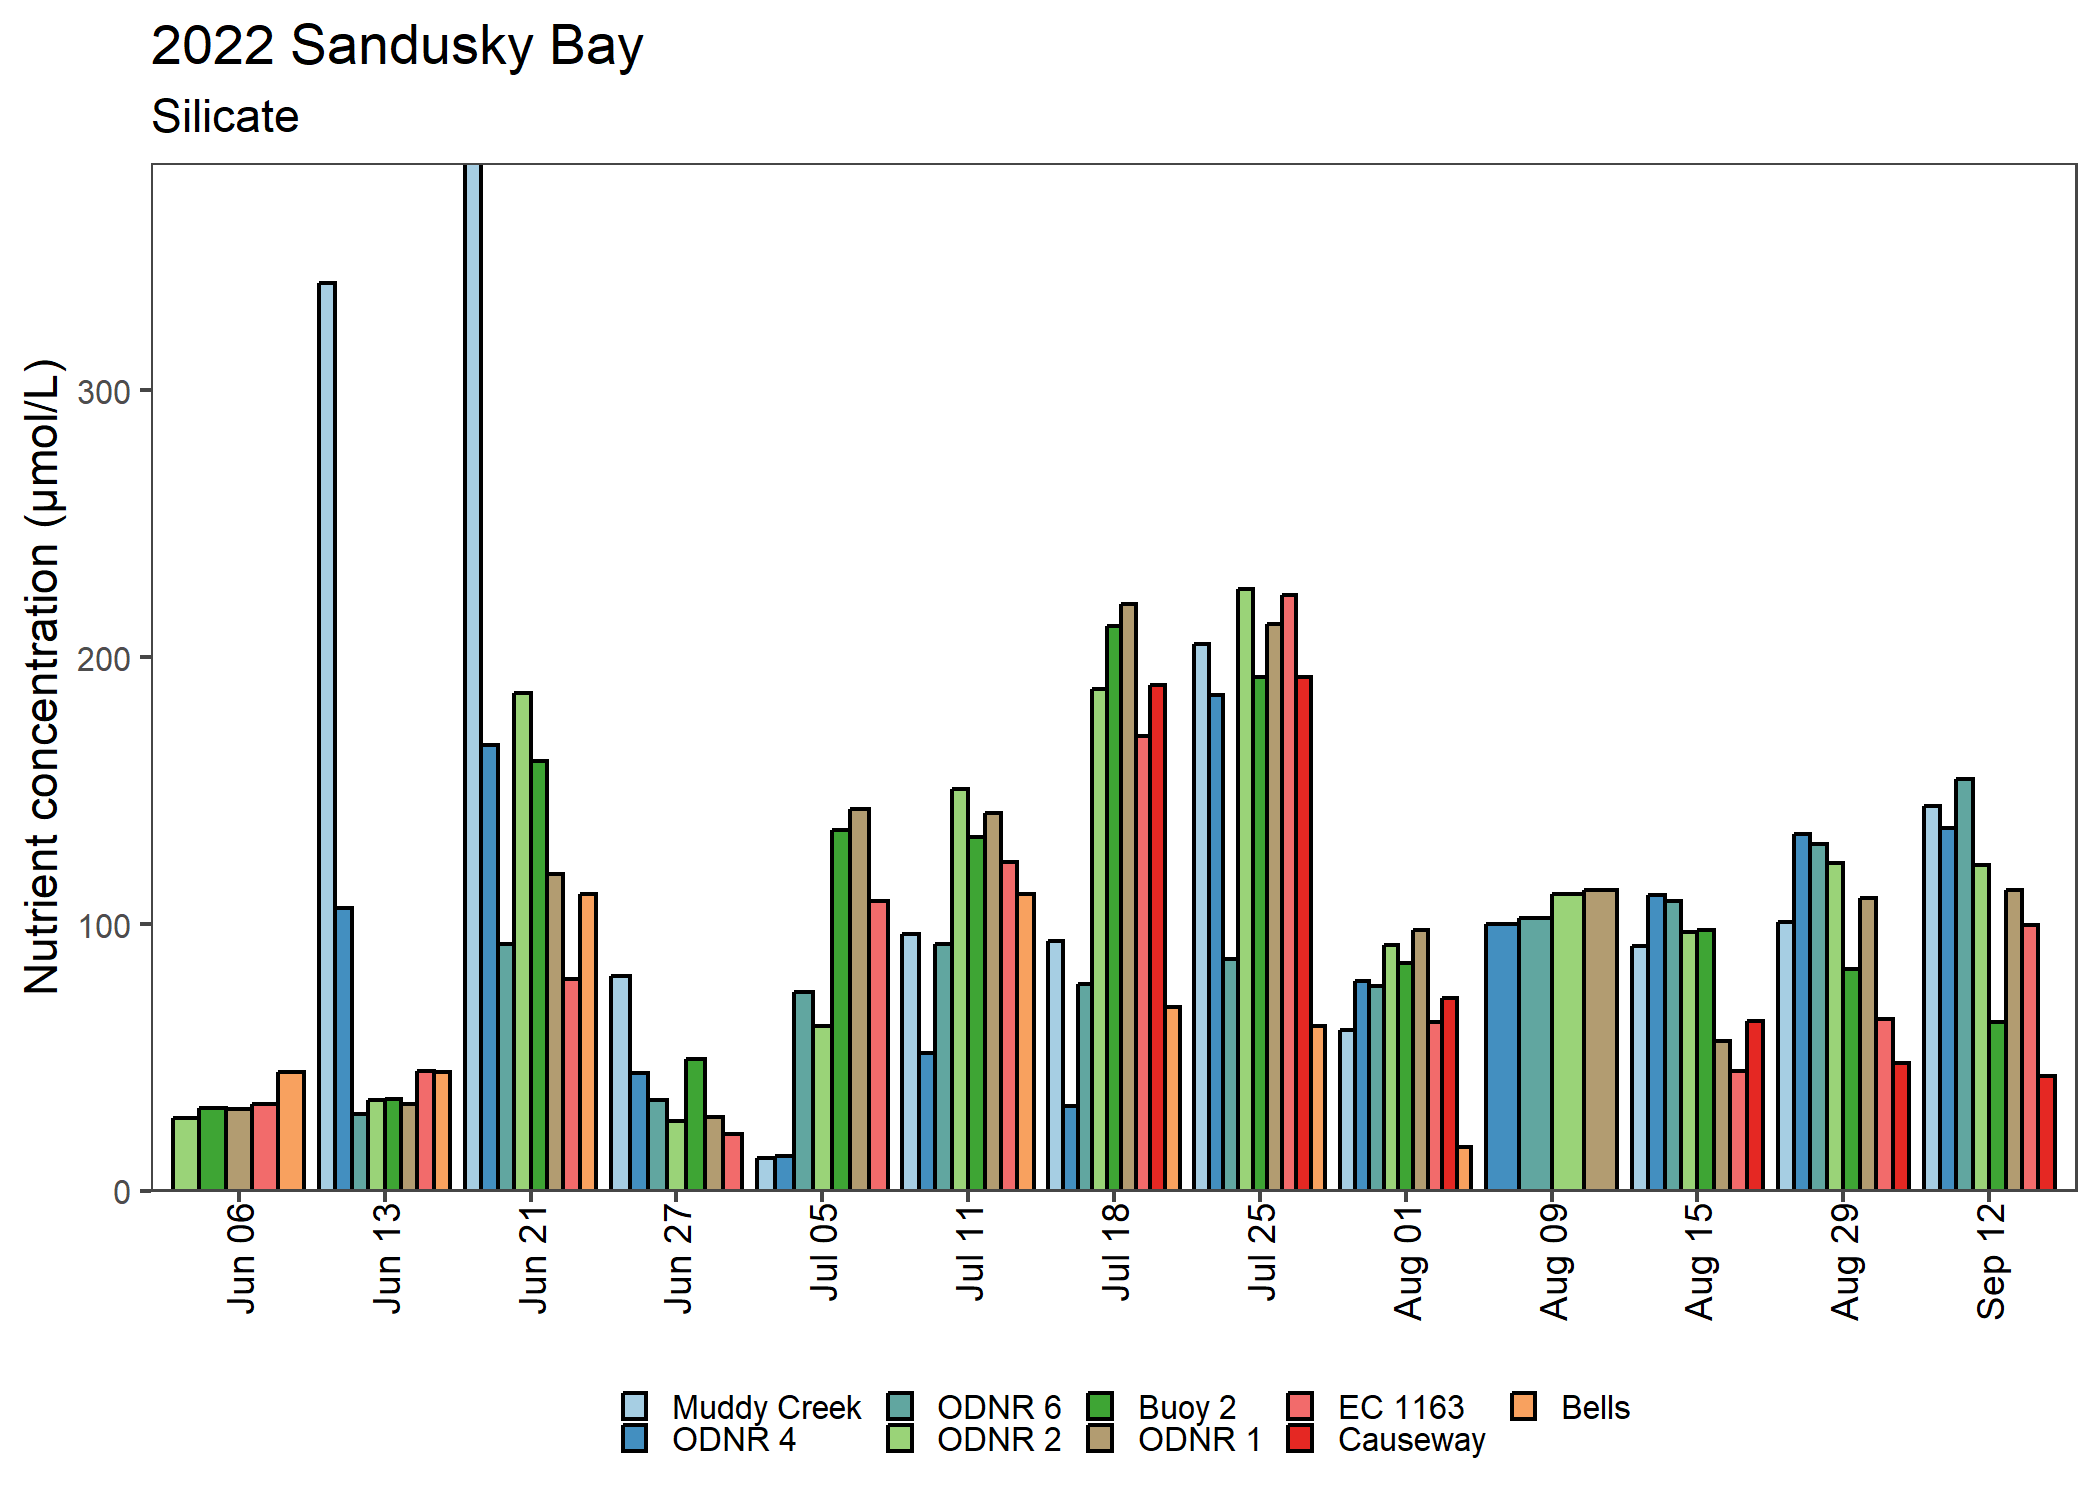 2022 Sandusky Bay
Silicate
Nutrient concentration (µmol/L)
300
200
100
0
Jun 06
Jun 13
Jun 21
Jun 27
Jul 05
Jul 11
Jul 18
Jul 25
Aug 01
Aug 09
Aug 15
Aug 29
Sep 12
Muddy Creek ODNR 6 Buoy 2 EC 1163 Bells
ODNR 4 ODNR 2 ODNR 1 Causeway